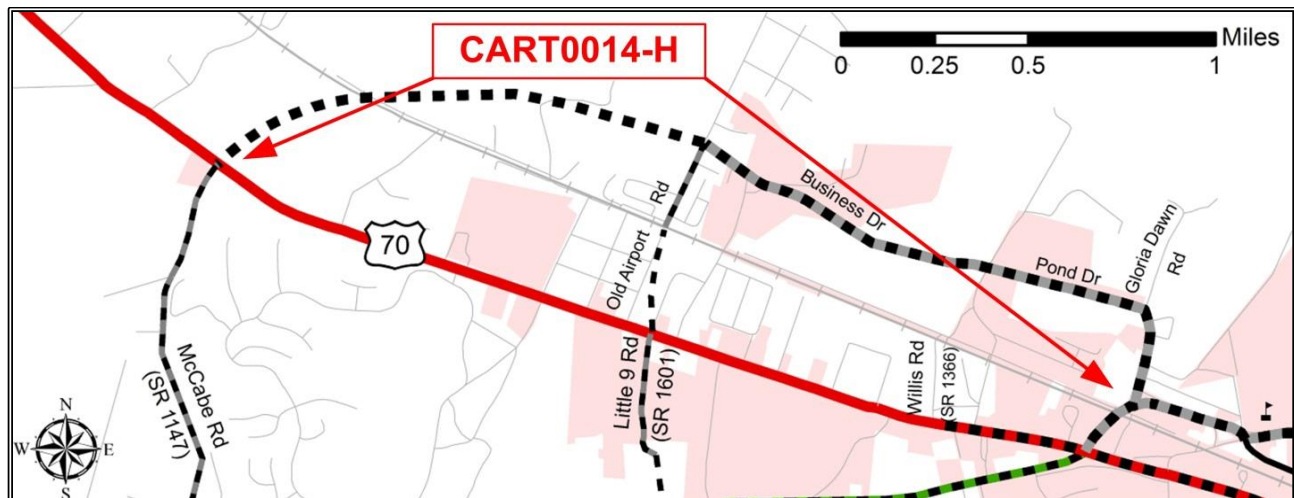 CART0014-H
Miles
0 0.25 0.5 1
70
Business Dr
Gloria Dawn
Rd
Pond Dr
Old Airport
Rd
Little 9 Rd
(SR 1601)
Willis Rd
(SR 1366)
McCabe Rd
(SR 1147)
N
W E
S